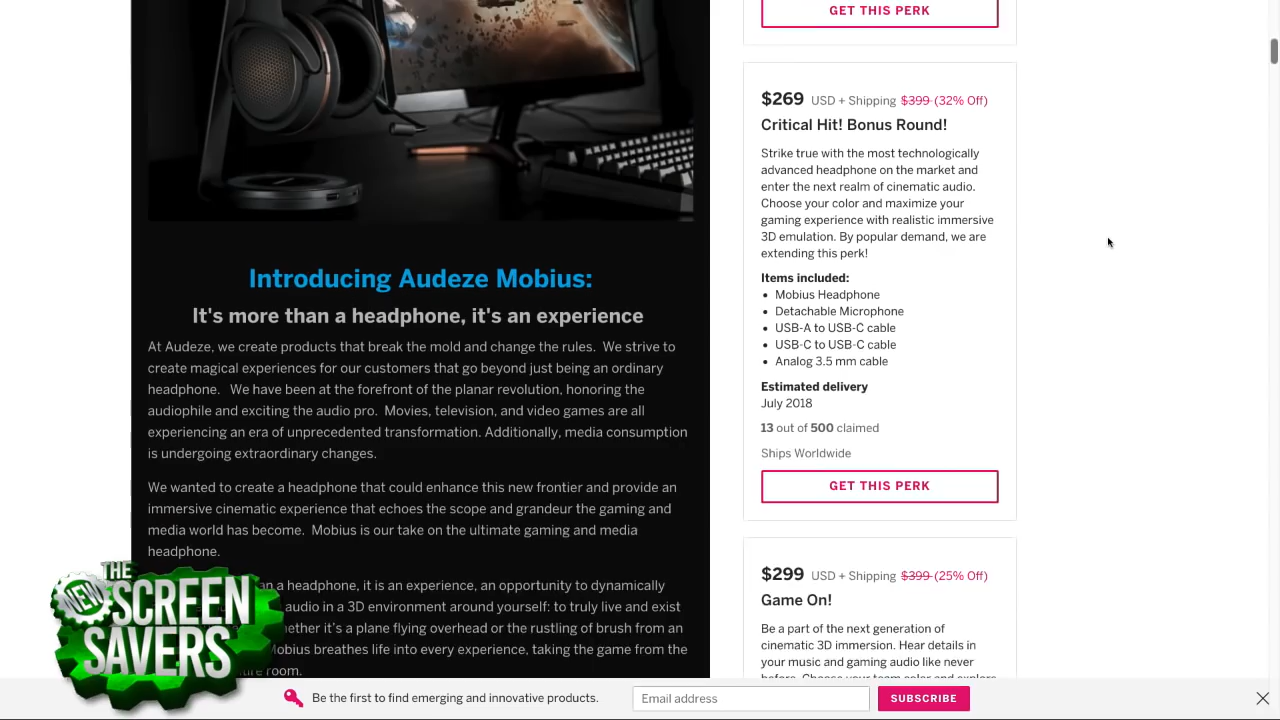 GET THIS PERK
$269 USD + Shipping $399 (32% Off)
Critical Hit! Bonus Round!
Strike true with the most technologically
advanced headphone on the market and
enter the next realm of cinematic audio.
Choose your color and maximize your
gaming experience with realistic immersive
3D emulation. By popular demand, we are
extending this perk!
Items included:
• Mobius Headphone
• Detachable Microphone
• USB-A to USB-C cable
• USB-C to USB-C cable
• Analog 3.5 mm cable
Estimated delivery
July 2018
13 out of 500 claimed
Ships Worldwide
GET THIS PERK
$299 USD + Shipping $399 (25% Off)
Game On!
Be a part of the next generation of
cinematic 3D immersion. Hear details in
your music and gaming audio like never
before. Choose your team color and explore
Introducing Audeze Mobius:
It's more than a headphone, it's an experience
At Audeze, we create products that break the mold and change the rules. We strive to
create magical experiences for our customers that go beyond just being an ordinary
headphone. We have been at the forefront of the planar revolution, honoring the
audiophile and exciting the audio pro. Movies, television, and video games are all
experiencing an era of unprecedented transformation. Additionally, media consumption
is undergoing extraordinary changes.
We wanted to create a headphone that could enhance this new frontier and provide an
immersive cinematic experience that echoes the scope and grandeur the gaming and
media world has become. Mobius is our take on the ultimate gaming and media
headphone.
an a headphone, it is an experience, an opportunity to dynamically
audio in a 3D environment around yourself: to truly live and exist
hether it's a plane flying overhead or the rustling of brush from an
Mobius breathes life into every experience, taking the game from the
room.
THE
NEW
SCREEN
SAVERS
Be the first to find emerging and innovative products.
Email address
SUBSCRIBE